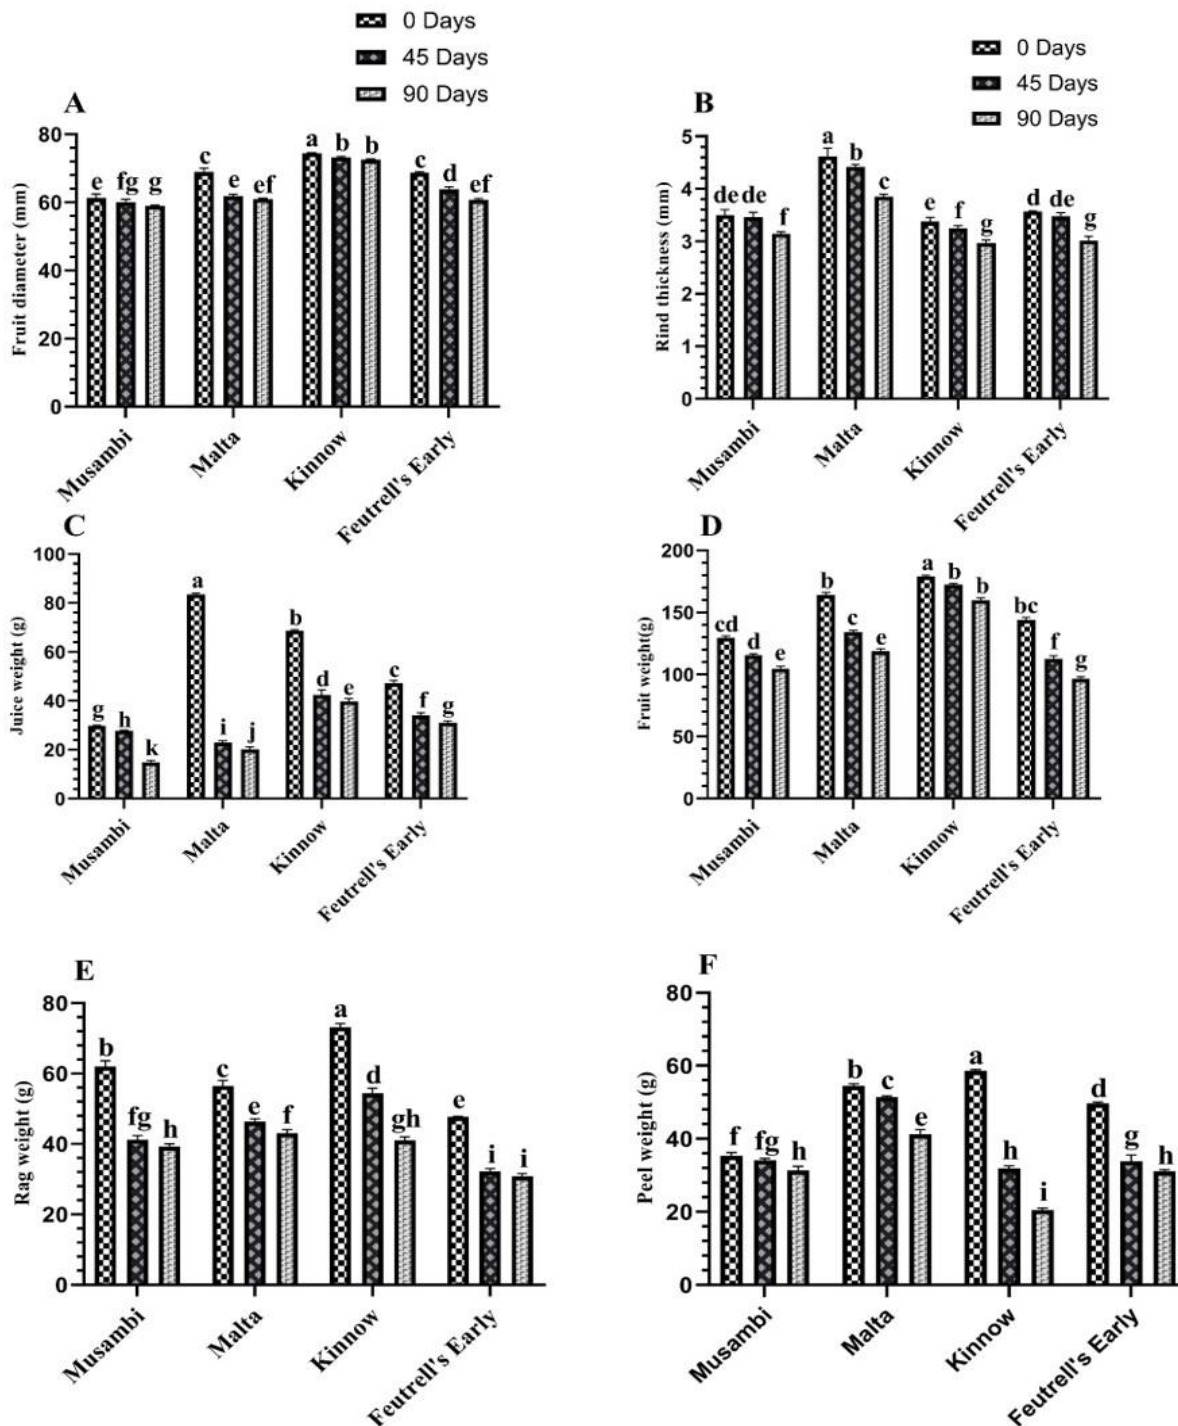 0 Days
45 Days
90 Days
A
80
60
40
20
0
Fruit diameter (mm)
e fg g c e ef a b b c d ef
Musambi Malta Kinnow Feutrell's Early
0 Days
45 Days
90 Days
B
5
4
3
2
1
0
Rind thickness (mm)
de de f a b c e f g d de g
Musambi Malta Kinnow Feutrell's Early
C
100
80
60
40
20
0
Juice weight (g)
g h k a i j b d e c f g
Musambi Malta Kinnow Feutrell's Early
D
200
150
100
50
0
Fruit weight(g)
cd d e b c e a b b bc f g
Musambi Malta Kinnow Feutrell's Early
E
80
60
40
20
0
Rag weight (g)
b fg h c e f a d gh e i i
Musambi Malta Kinnow Feutrell's Early
F
80
60
40
20
0
Peel weight (g)
f fg h b c e a h i d g h
Musambi Malta Kinnow Feutrell's Early